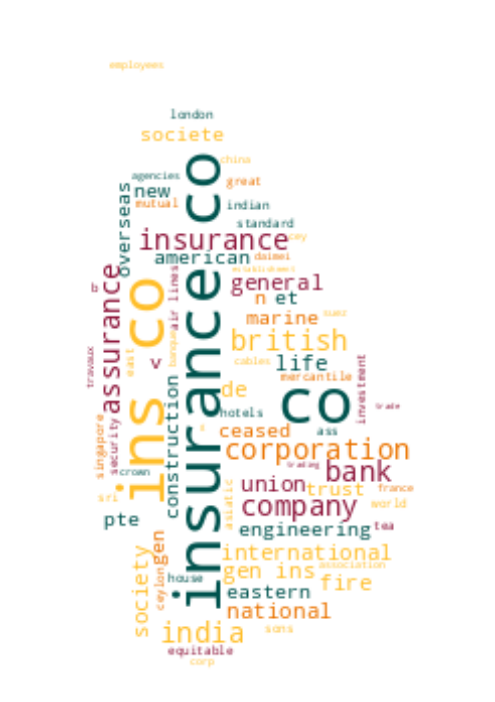 employees
london
societe
china
agencies
great
new
mutual
indian
overseas
standard
insurance co
insurance
cey
american
daimei
establishment
general
cr
assurance
air lines
n
et
ins co
marine
suez
british
banque
east
v
cables
life
travaux
mercantile
investment
de
co
trade
hotels
construction
x
ceased
ass
singapore
security
corporation
trading
bank
crown
union
trust
france
sri
asiatic
company
world
pte
engineering
tea
international
gen
society
ceylon
gen ins
association
house
fire
eastern
national
india
sons
equitable
corp